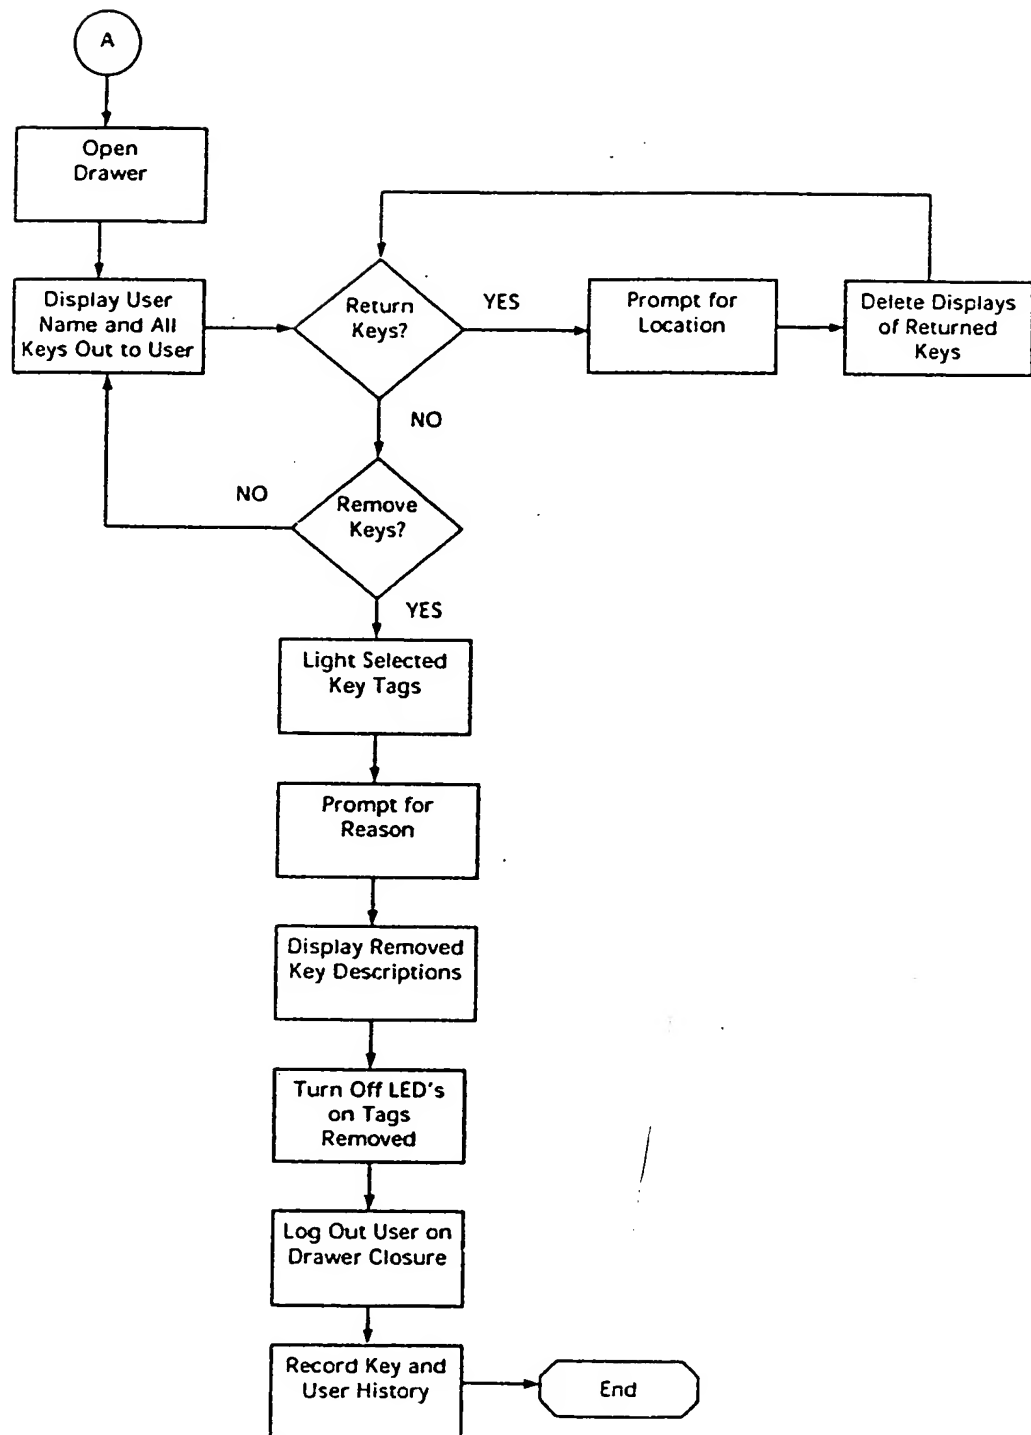 A
Open
Drawer
Display User
Name and All
Keys Out to User
Return
Keys?
YES
Prompt for
Location
Delete Displays
of Returned
Keys
NO
Remove
Keys?
NO
YES
Light Selected
Key Tags
Prompt for
Reason
Display Removed
Key Descriptions
Turn Off LED's
on Tags
Removed
Log Out User on
Drawer Closure
Record Key and
User History
End